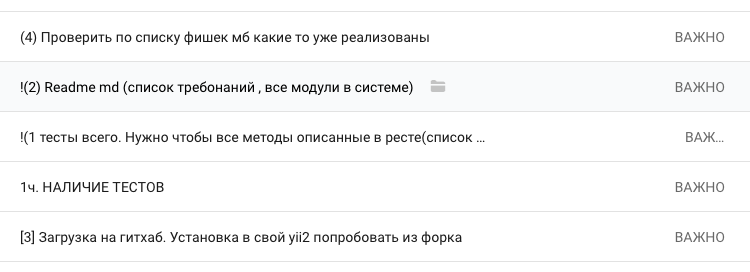 (4) Проверить по списку фишек мб какие то уже реализованы ВАЖНО
!(2) Readme md (список требонаний , все модули в системе) ВАЖНО
!(1 тесты всего. Нужно чтобы все методы описанные в ресте(список ... ВАЖ...
1ч. НАЛИЧИЕ ТЕСТОВ ВАЖНО
[3] Загрузка на гитхаб. Установка в свой yii2 попробовать из форка ВАЖНО